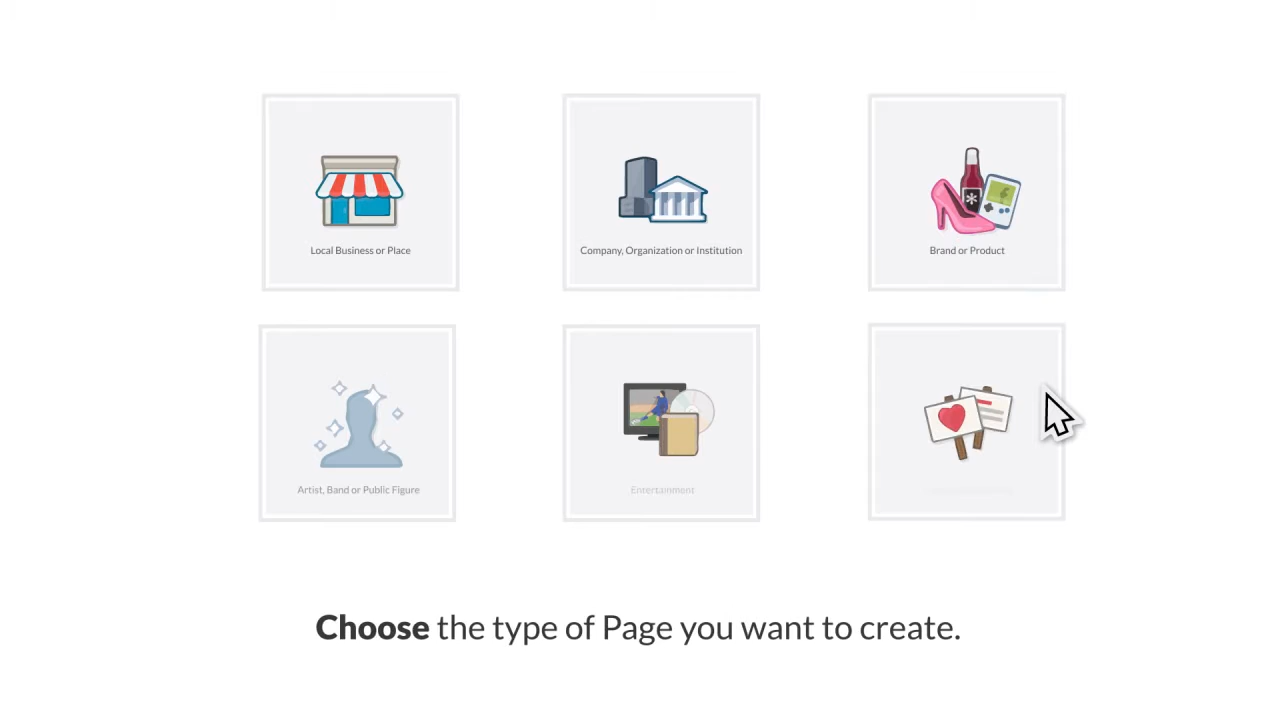 Local Business or Place
Company, Organization or Institution
Brand or Product
Artist, Band or Public Figure
Entertainment
Choose the type of Page you want to create.